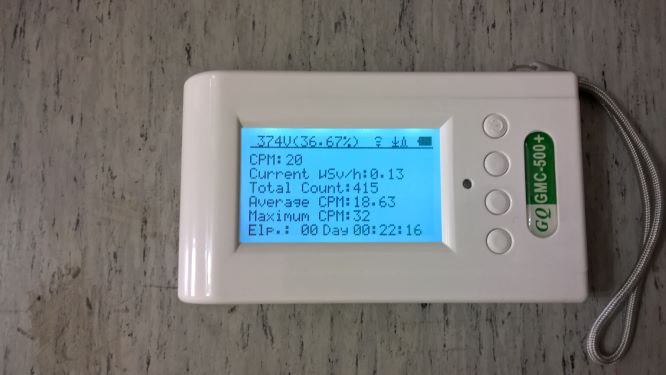 374V(36.67%)
CPM:20
Current µSv/h:0.13
Total Count:415
Average CPM:18.63
Maximum CPM:32
Elp.: 00 Day 00:22:16
GQ GMC-500+